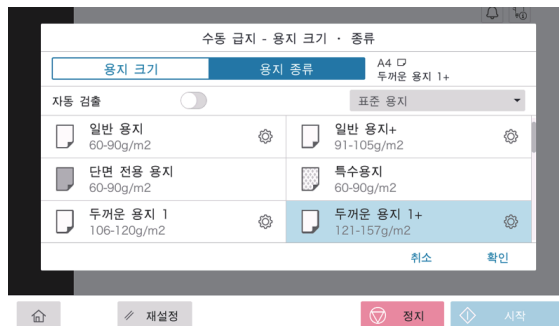 수동 급지 - 용지 크기 · 종류
용지 크기
용지 종류
A4
두꺼운 용지 1+
자동 검출
표준 용지
일반 용지
60-90g/m2
일반 용지+
91-105g/m2
단면 전용 용지
60-90g/m2
특수용지
60-90g/m2
두꺼운 용지 1
106-120g/m2
두꺼운 용지 1+
121-157g/m2
취소
확인
재설정
정지
시작